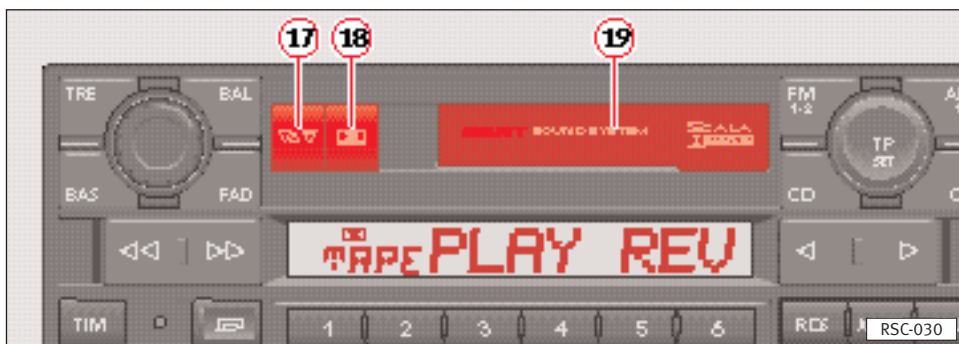 17 18 19
TRE BAL FM 1-2
SOUND SYSTEM SCALA
TP SET
BAS FAD CD
TAPE PLAY REV
TIM 1 2 3 4 5 6 RDS
RSC-030